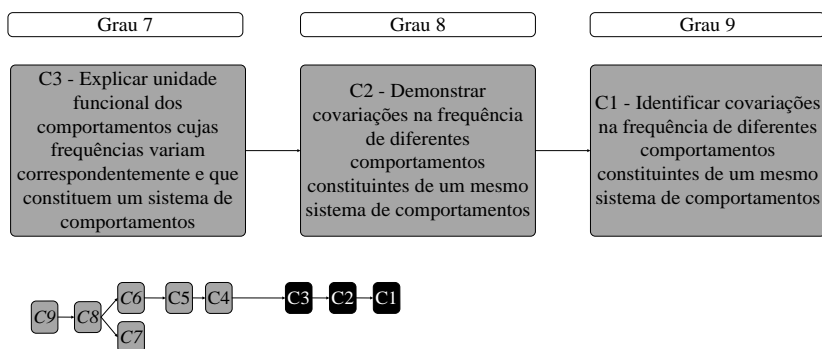 Grau 7
Grau 8
Grau 9
C3 - Explicar unidade
funcional dos
comportamentos cujas
frequências variam
correspondentemente e que
constituem um sistema de
comportamentos
C2 - Demonstrar
covariações na frequência
de diferentes
comportamentos
constituintes de um mesmo
sistema de comportamentos
C1 - Identificar covariações
na frequência de diferentes
comportamentos
constituintes de um mesmo
sistema de comportamentos
C9
C8
C6
C7
C5
C4
C3
C2
C1